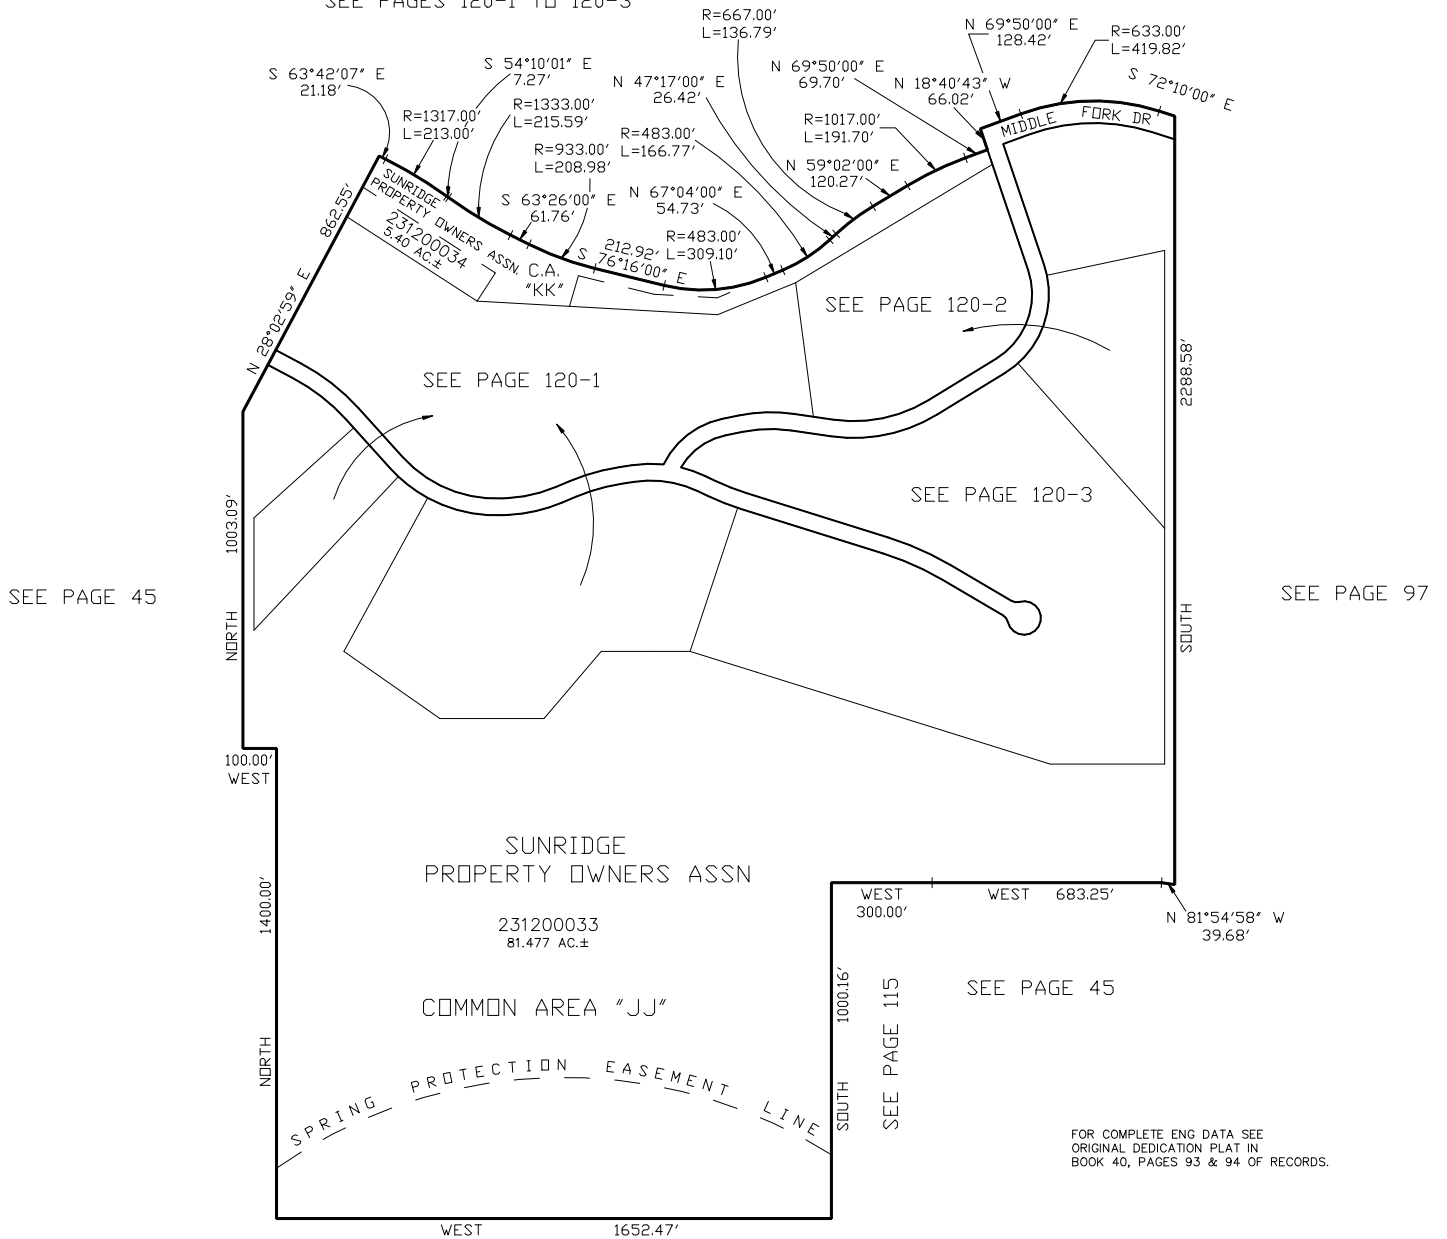 SEE PAGES 120-1 TO 120-3
R=667.00'
L=136.79'
N 69°50'00" E
128.42'
R=633.00'
L=419.82'
S 72°10'00" E
S 63°42'07" E
21.18'
S 54°10'01" E
7.27'
N 47°17'00" E
26.42'
N 69°50'00" E
69.70'
N 18°40'43" W
66.02'
R=1317.00'
L=213.00'
R=1333.00'
L=215.59'
R=483.00'
L=166.77'
R=1017.00'
L=191.70'
MIDDLE FORK DR
R=933.00'
L=208.98'
N 59°02'00" E
120.27'
S 63°26'00" E
61.76'
N 67°04'00" E
54.73'
R=483.00'
L=309.10'
212.92'
S 76°16'00" E
SUNRIDGE
PROPERTY OWNERS ASSN.
231200034
5.40 AC.±
C.A.
"KK"
862.55'
N 28°02'59" E
SEE PAGE 120-2
SEE PAGE 120-1
2288.58'
SOUTH
SEE PAGE 120-3
1003.09'
NORTH
SEE PAGE 45
SEE PAGE 97
100.00'
WEST
SUNRIDGE
PROPERTY OWNERS ASSN
231200033
81.477 AC.±
COMMON AREA "JJ"
1400.00'
NORTH
WEST
300.00'
WEST 683.25'
N 81°54'58" W
39.68'
1000.16'
SOUTH
SEE PAGE 115
SEE PAGE 45
SPRING PROTECTION EASEMENT LINE
FOR COMPLETE ENG DATA SEE
ORIGINAL DEDICATION PLAT IN
BOOK 40, PAGES 93 & 94 OF RECORDS.
WEST 1652.47'